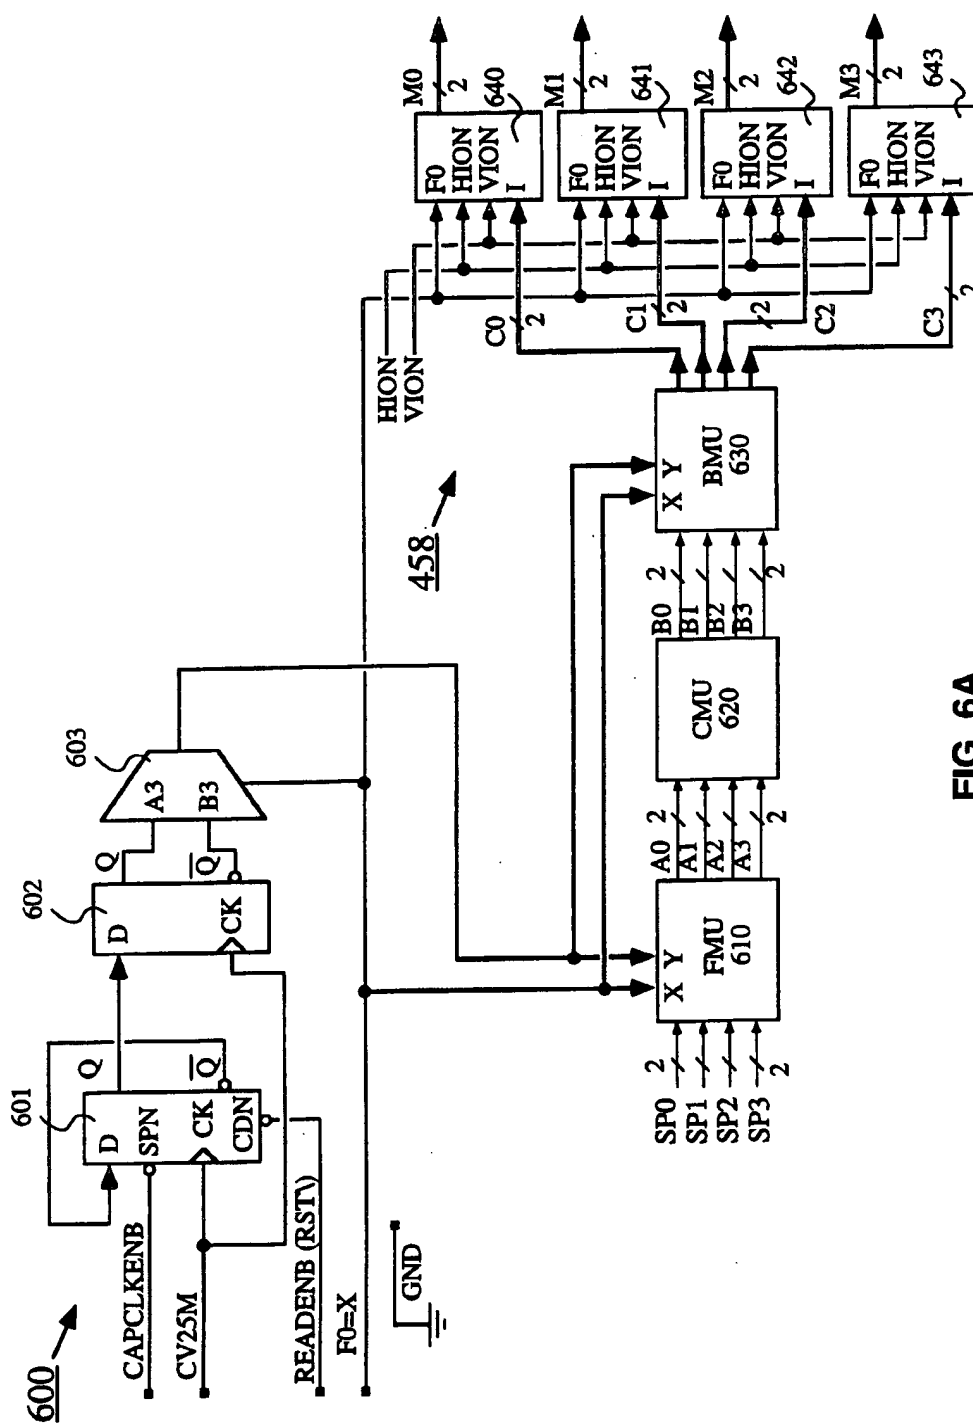 600
CAPCLKENB
CV25M
READENB (RST\)
F0=X
GND
601
D
SPN
CK
CDN
Q
Q
602
D
CK
Q
Q
603
A3
B3
458
HION
VION
SP0
SP1
SP2
SP3
2
2
X Y
FMU
610
A0
A1
A2
A3
2
2
CMU
620
B0
B1
B2
B3
2
2
X Y
BMU
630
C0
2
C1
2
2
C2
C3
2
F0
HION
VION
I
640
M0
2
F0
HION
VION
I
641
M1
2
F0
HION
VION
I
642
M2
2
F0
HION
VION
I
643
M3
2
FIG. 6A